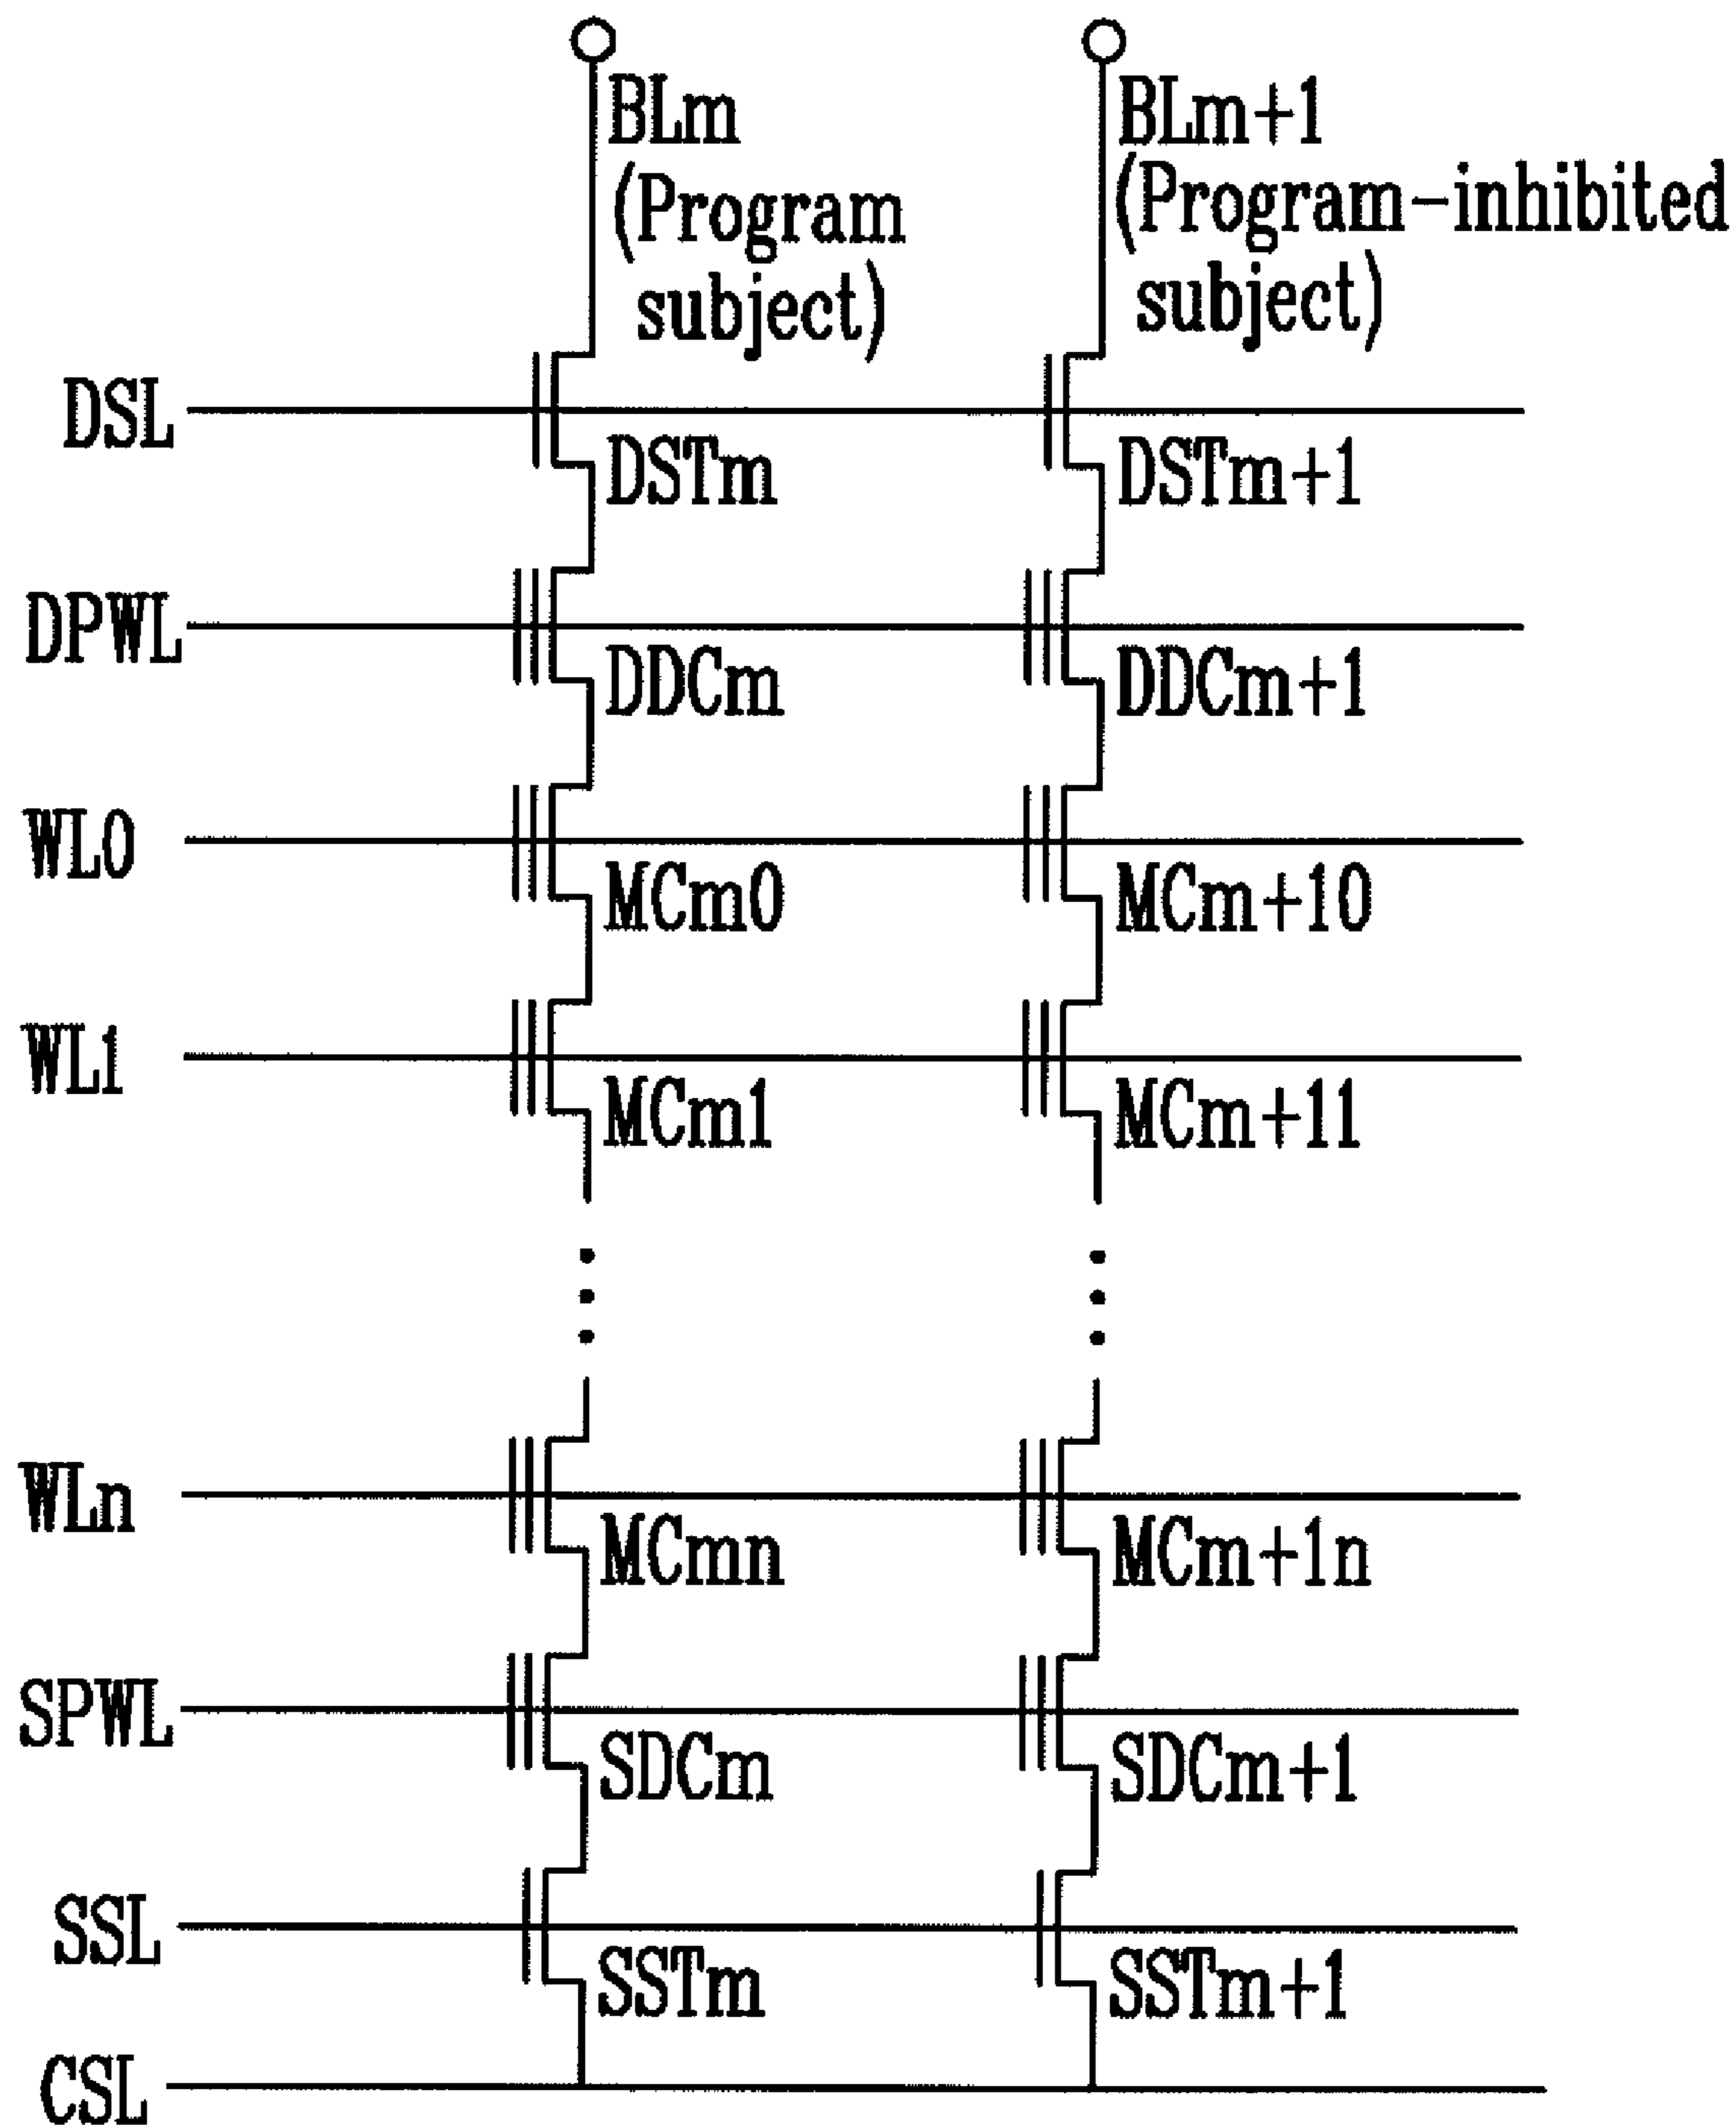 BLm
(Program
subject)
BLm+1
(Program-inhibited
subject)
DSL
DSTm
DSTm+1
DPWL
DDCm
DDCm+1
WL0
MCm0
MCm+10
WL1
MCm1
MCm+11
WLn
MCmn
MCm+1n
SPWL
SDCm
SDCm+1
SSL
SSTm
SSTm+1
CSL